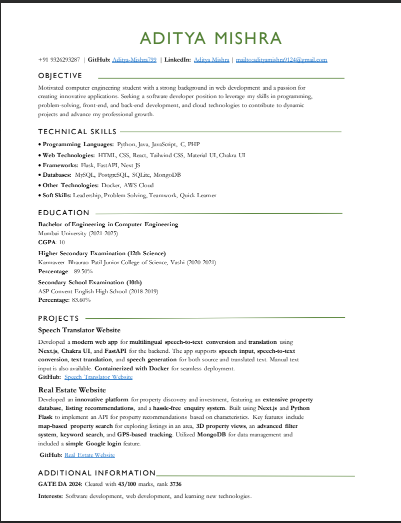 ADITYA MISHRA
+91 9326293287 | GitHub: Aditya-Mishra799 | LinkedIn: Aditya Mishra |
OBJECTIVE
Motivated computer engineering student with a strong background in web development and a passion for
creating innovative applications. Seeking a software developer position to leverage my skills in programming,
problem-solving, front-end, and back-end development, and cloud technologies to contribute to dynamic
projects and advance my professional growth.
TECHNICAL SKILLS
• Programming Languages: Python, Java, JavaScript, C, PHP
• Web Technologies: HTML, CSS, React, Tailwind CSS, Material UI, Chakra UI
• Frameworks: Flask, FastAPI, Next JS
• Databases: MySQL, PostgreSQL, SQLite, MongoDB
• Other Technologies: Docker, AWS Cloud
• Soft Skills: Leadership, Problem Solving, Teamwork, Quick Learner
EDUCATION
Bachelor of Engineering in Computer Engineering
Mumbai University (2021-2025)
CGPA: 10
Higher Secondary Examination (12th Science)
Karmaveer Bhaurao Patil Junior College of Science, Vashi (2020-2021)
Percentage: 89.50%
Secondary School Examination (10th)
ASP Convent English High School (2018-2019)
Percentage: 83.60%
PROJECTS
Speech Translator Website
Developed a modern web app for multilingual speech-to-text conversion and translation using
Next.js, Chakra UI, and FastAPI for the backend. The app supports speech input, speech-to-text
conversion, text translation, and speech generation for both source and translated text. Manual text
input is also available. Containerized with Docker for seamless deployment.
GitHub: Speech Translator Website
Real Estate Website
Developed an innovative platform for property discovery and investment, featuring an extensive property
database, listing recommendations, and a hassle-free enquiry system. Built using Next.js and Python
Flask to implement an API for property recommendations based on characteristics. Key features include
map-based property search for exploring listings in an area, 3D property views, an advanced filter
system, keyword search, and GPS-based tracking. Utilized MongoDB for data management and
included a simple Google login feature.
GitHub: Real Estate Website
ADDITIONAL INFORMATION
GATE DA 2024: Cleared with 43/100 marks, rank 3736
Interests: Software development, web development, and learning new technologies.